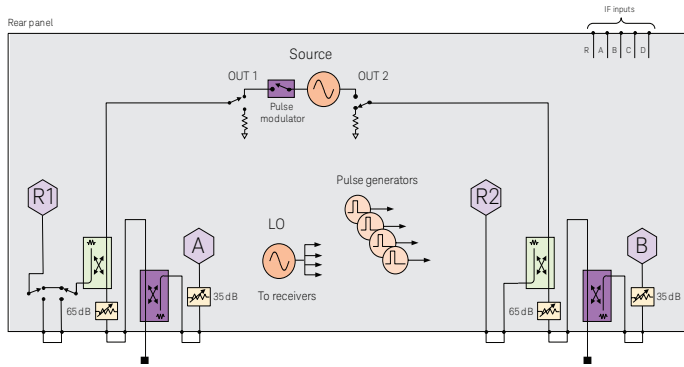 IF inputs
Rear panel
R A B C D
Source
OUT 1
OUT 2
Pulse
modulator
Pulse generators
R1
R2
LO
A
B
To receivers
65 dB
35 dB
65 dB
35 dB